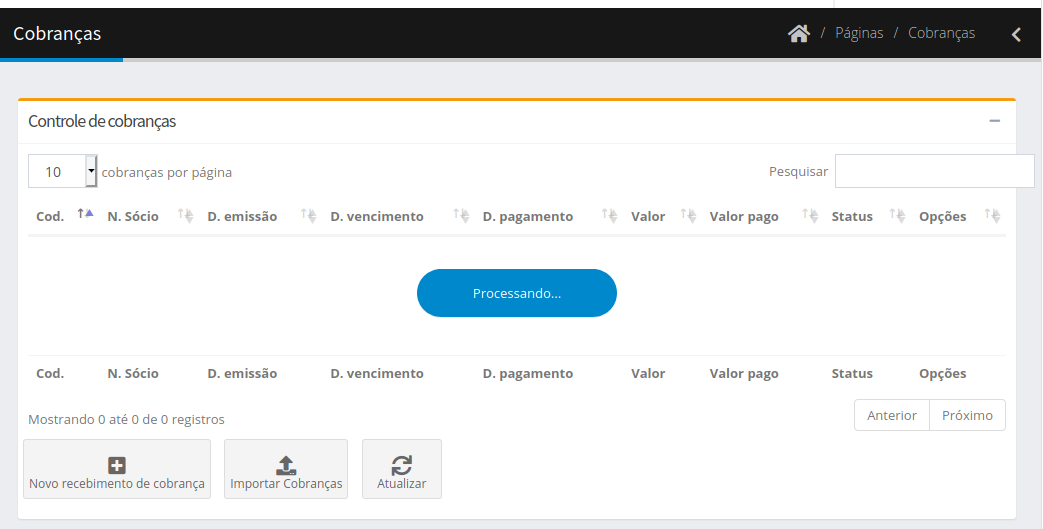 Cobranças / Páginas / Cobranças
Controle de cobranças
10 cobranças por página Pesquisar
Cod. N. Sócio D. emissão D. vencimento D. pagamento Valor Valor pago Status Opções
Processando...
Cod. N. Sócio D. emissão D. vencimento D. pagamento Valor Valor pago Status Opções
Mostrando 0 até 0 de 0 registros Anterior Próximo
Novo recebimento de cobrança Importar Cobranças Atualizar